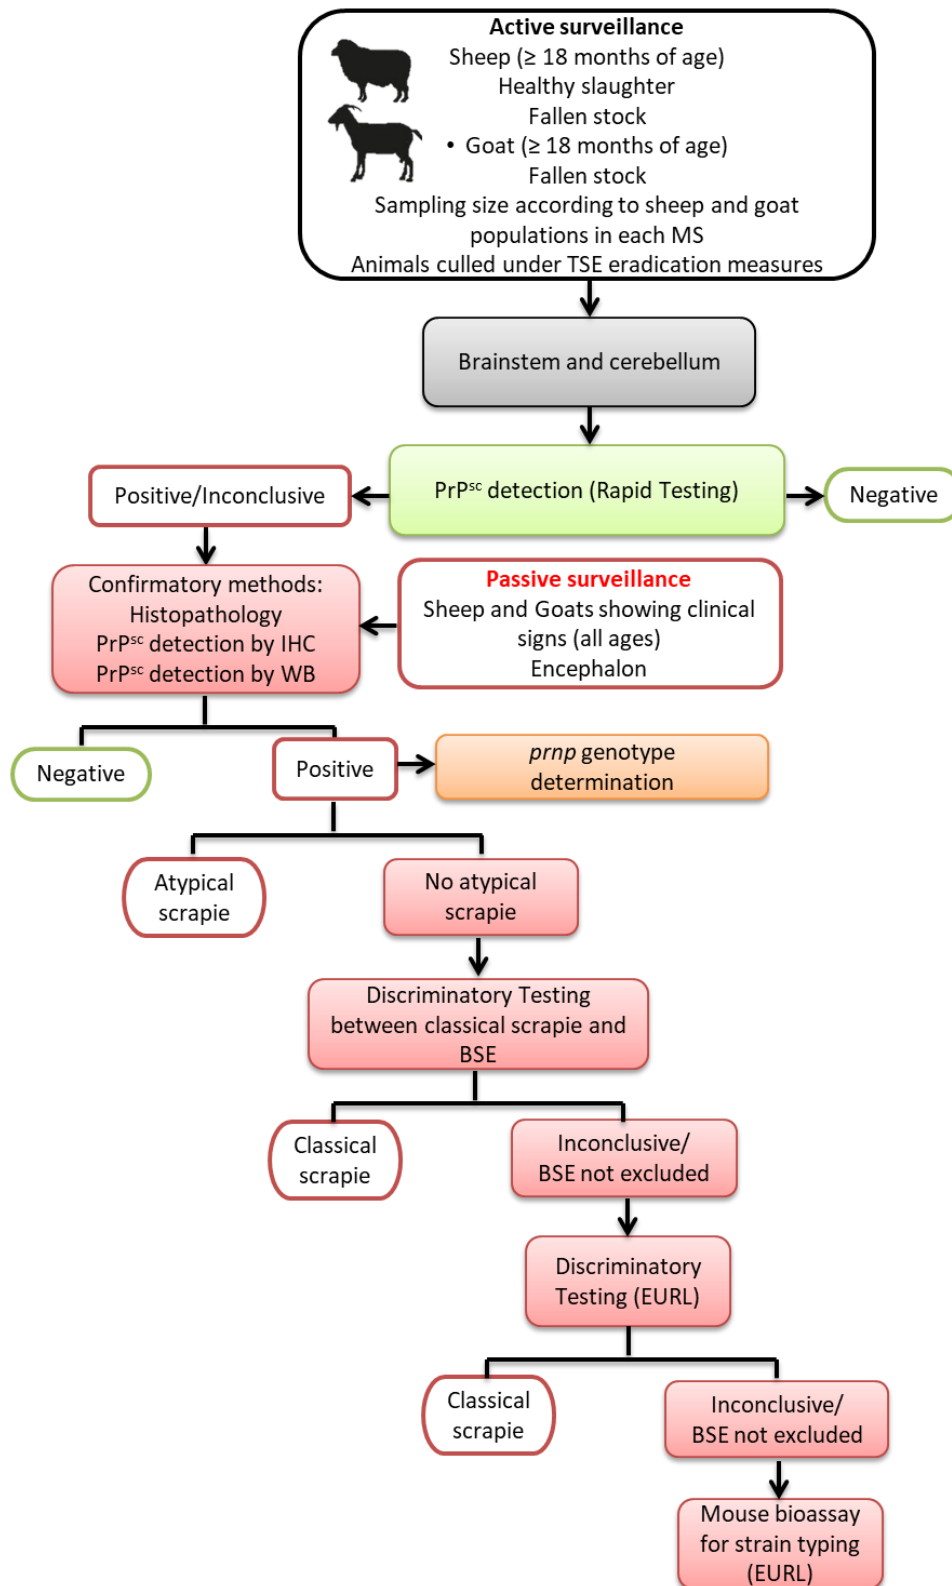 Active surveillance
Sheep (≥ 18 months of age)
Healthy slaughter
Fallen stock
• Goat (≥ 18 months of age)
Fallen stock
Sampling size according to sheep and goat
populations in each MS
Animals culled under TSE eradication measures
Brainstem and cerebellum
Positive/Inconclusive
PrPsc detection (Rapid Testing)
Negative
Confirmatory methods:
Histopathology
PrPsc detection by IHC
PrPsc detection by WB
Passive surveillance
Sheep and Goats showing clinical
signs (all ages)
Encephalon
Negative
Positive
prnp genotype
determination
Atypical
scrapie
No atypical
scrapie
Discriminatory Testing
between classical scrapie and
BSE
Classical
scrapie
Inconclusive/
BSE not excluded
Discriminatory
Testing (EURL)
Classical
scrapie
Inconclusive/
BSE not excluded
Mouse bioassay
for strain typing
(EURL)